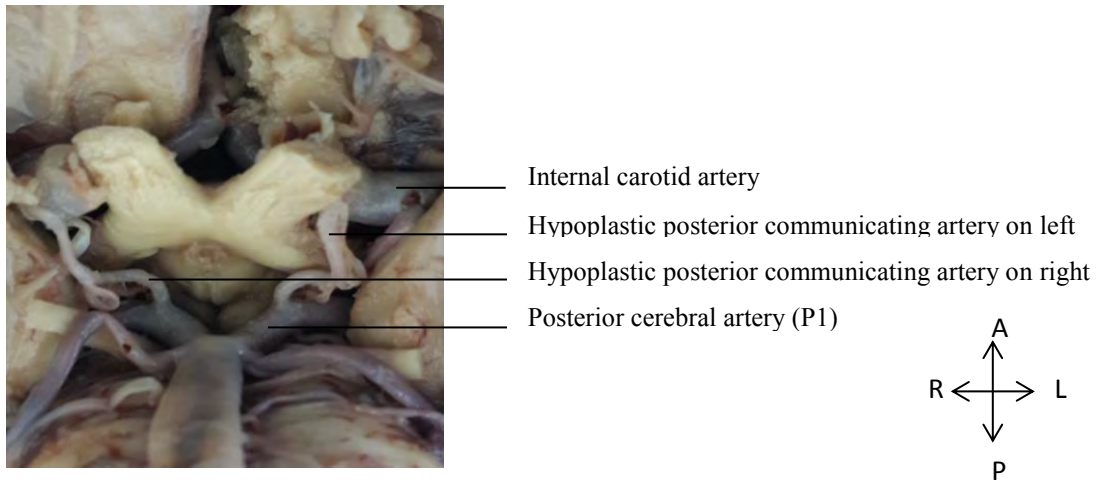 Internal carotid artery
Hypoplastic posterior communicating artery on left
Hypoplastic posterior communicating artery on right
Posterior cerebral artery (P1)
A
R L
P